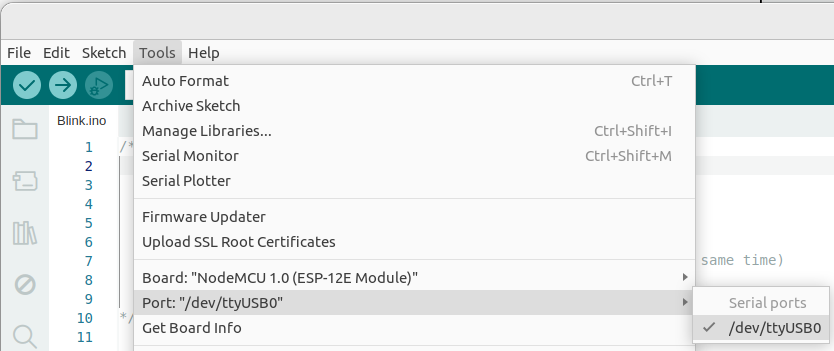 File Edit Sketch Tools Help
Auto Format Ctrl+T
Archive Sketch
Manage Libraries... Ctrl+Shift+I
Serial Monitor Ctrl+Shift+M
Serial Plotter
Firmware Updater
Upload SSL Root Certificates
Board: "NodeMCU 1.0 (ESP-12E Module)"
Port: "/dev/ttyUSB0"
Get Board Info
Serial ports
✓ /dev/ttyUSB0
Blink.ino
1 /*
2
3
4
5
6
7 same time)
8
9
10 */
11